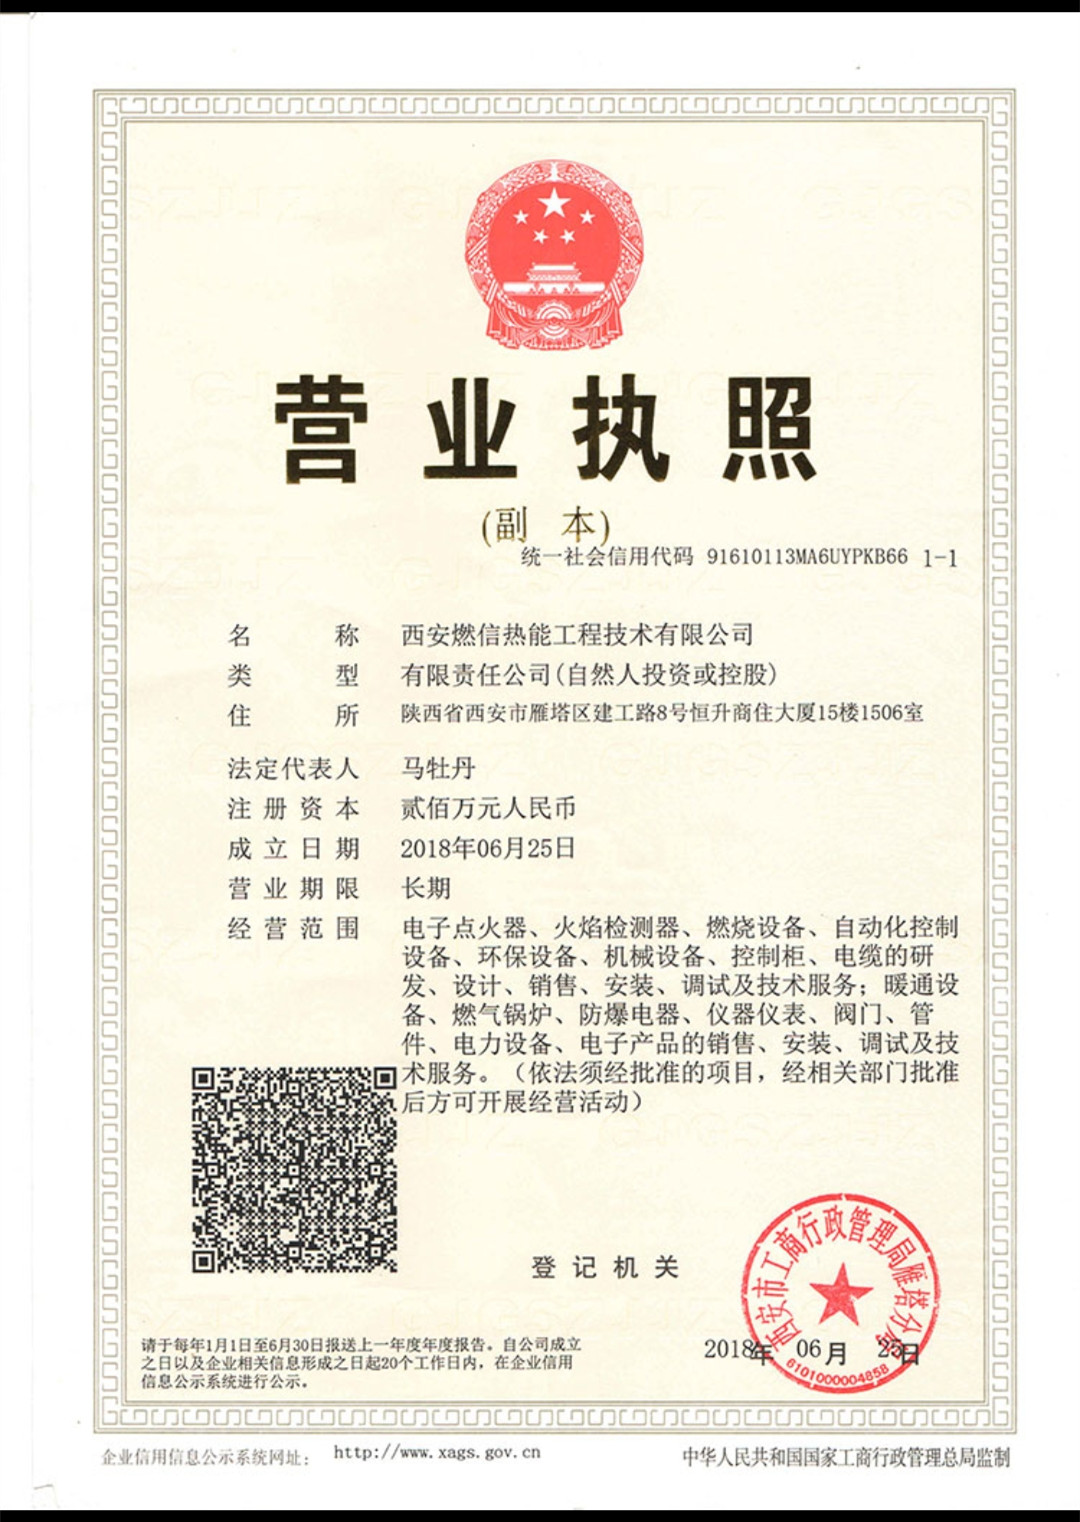 营业执照
(副 本)
统一社会信用代码 91610113MA6UYPKB66 1-1
名 称 西安燃信热能工程技术有限公司
类 型 有限责任公司(自然人投资或控股)
住 所 陕西省西安市雁塔区建工路8号恒升商住大厦15楼1506室
法定代表人 马牡丹
注册资本 贰佰万元人民币
成立日期 2018年06月25日
营业期限 长期
经营范围 电子点火器、火焰检测器、燃烧设备、自动化控制
设备、环保设备、机械设备、控制柜、电缆的研
发、设计、销售、安装、调试及技术服务；暖通设
备、燃气锅炉、防爆电器、仪器仪表、阀门、管
件、电力设备、电子产品的销售、安装、调试及技
术服务。（依法须经批准的项目，经相关部门批准
后方可开展经营活动）
登记机关
西安市工商行政管理局雁塔分局
6101000004858
2018年 06月 25日
请于每年1月1日至6月30日报送上一年度年度报告。自公司成立
之日以及企业相关信息形成之日起20个工作日内，在企业信用
信息公示系统进行公示。
企业信用信息公示系统网址： http://www.xags.gov.cn
中华人民共和国国家工商行政管理总局监制